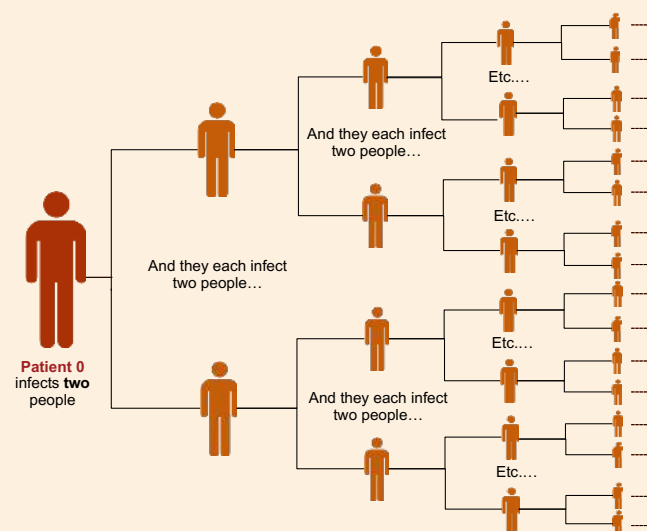 Etc.…
And they each infect
two people…
Etc.…
And they each infect
two people…
Patient 0
infects two
people
Etc.…
And they each infect
two people…
Etc.…